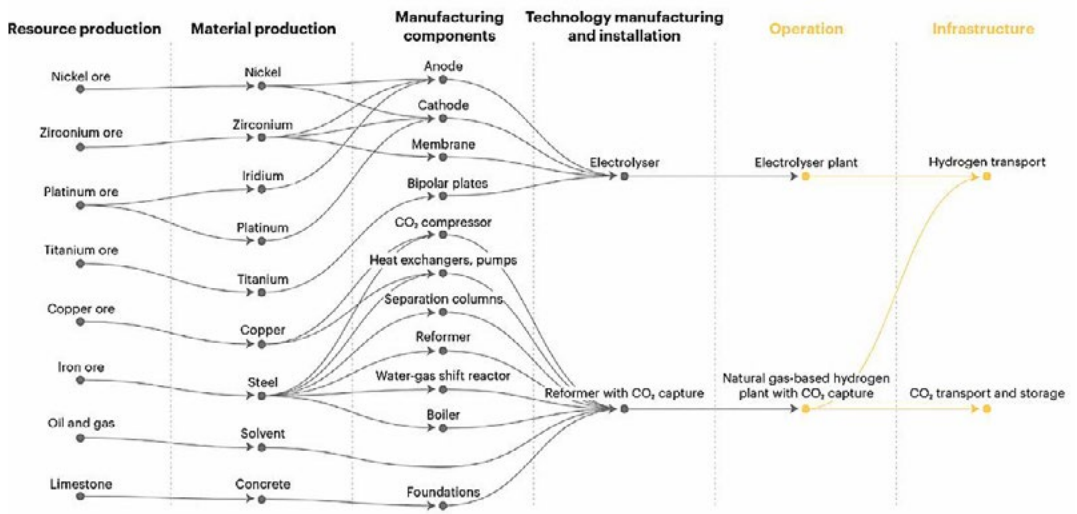 Resource production
Material production
Manufacturing
components
Technology manufacturing
and installation
Operation
Infrastructure
Nickel ore
Zirconium ore
Platinum ore
Titanium ore
Copper ore
Iron ore
Oil and gas
Limestone
Nickel
Zirconium
Iridium
Platinum
Titanium
Copper
Steel
Solvent
Concrete
Anode
Cathode
Membrane
Bipolar plates
CO₂ compressor
Heat exchangers, pumps
Separation columns
Reformer
Water-gas shift reactor
Boiler
Foundations
Electrolyser
Reformer with CO₂ capture
Electrolyser plant
Natural gas-based hydrogen
plant with CO₂ capture
Hydrogen transport
CO₂ transport and storage